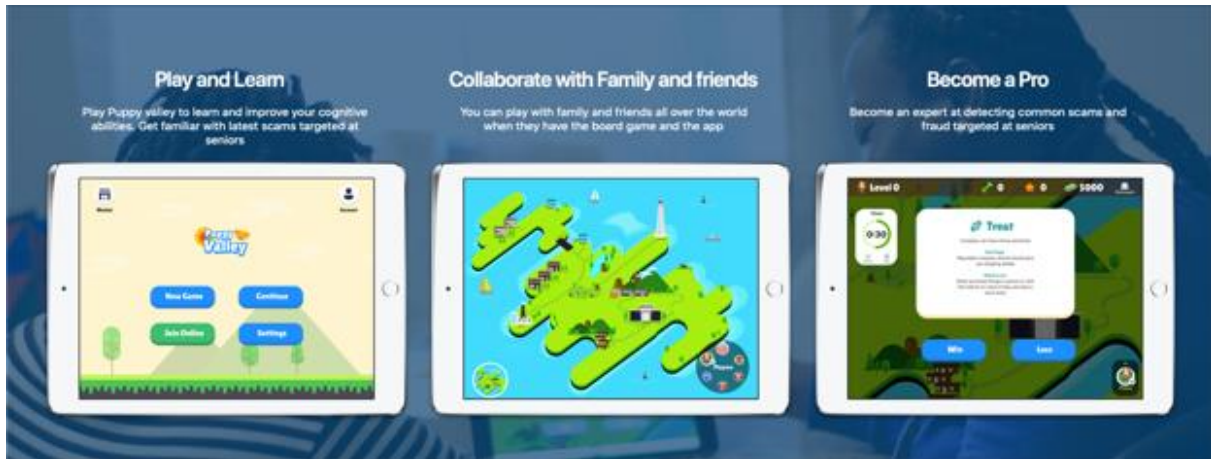 Play and Learn
Play Puppy valley to learn and improve your cognitive
abilities. Get familiar with latest scams targeted at
seniors
Collaborate with Family and friends
You can play with family and friends all over the world
when they have the board game and the app
Become a Pro
Become an expert at detecting common scams and
fraud targeted at seniors
Puppy
Valley
New Game
Continue
Join Online
Settings
Level 0
0
0
5000
0:30
Treat
Win
Loss